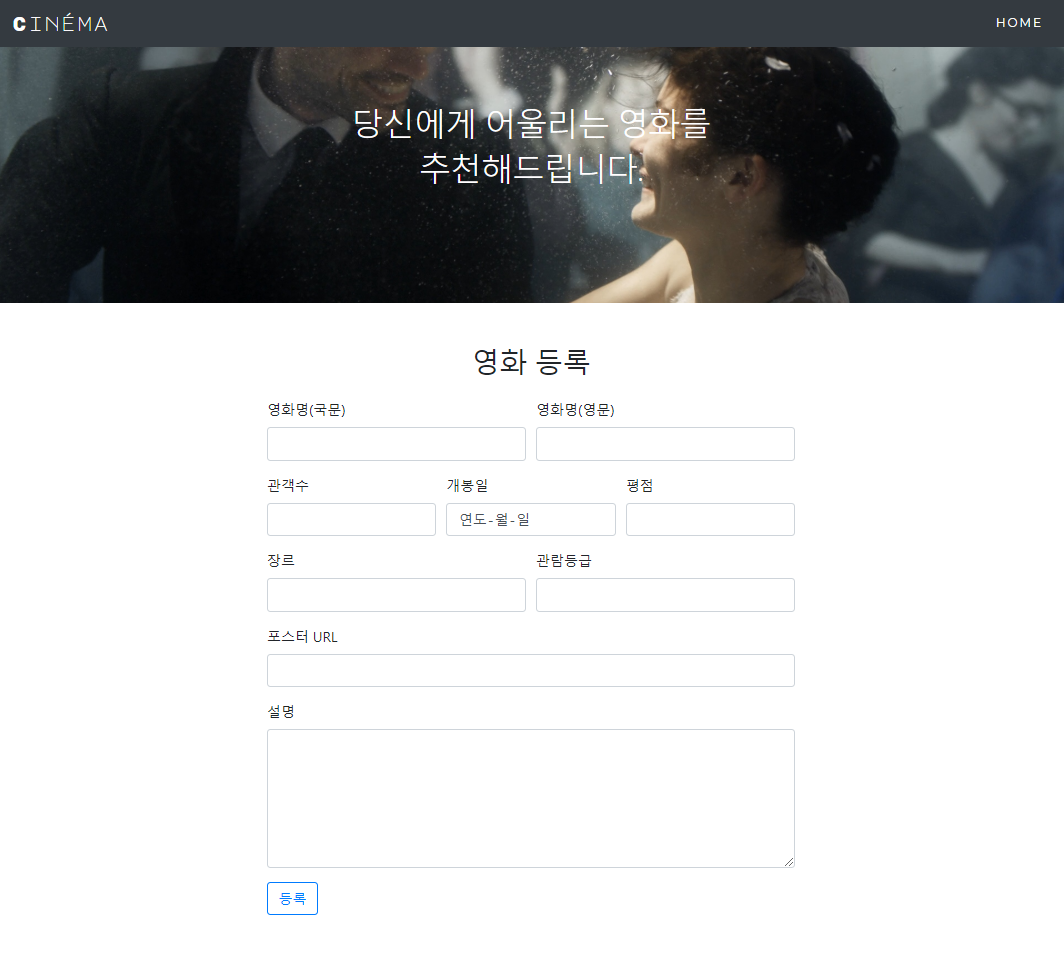 CINÉMA
HOME
당신에게 어울리는 영화를
추천해드립니다.
영화 등록
영화명(국문) 영화명(영문)
관객수 개봉일 평점
연도-월-일
장르 관람등급
포스터 URL
설명
등록